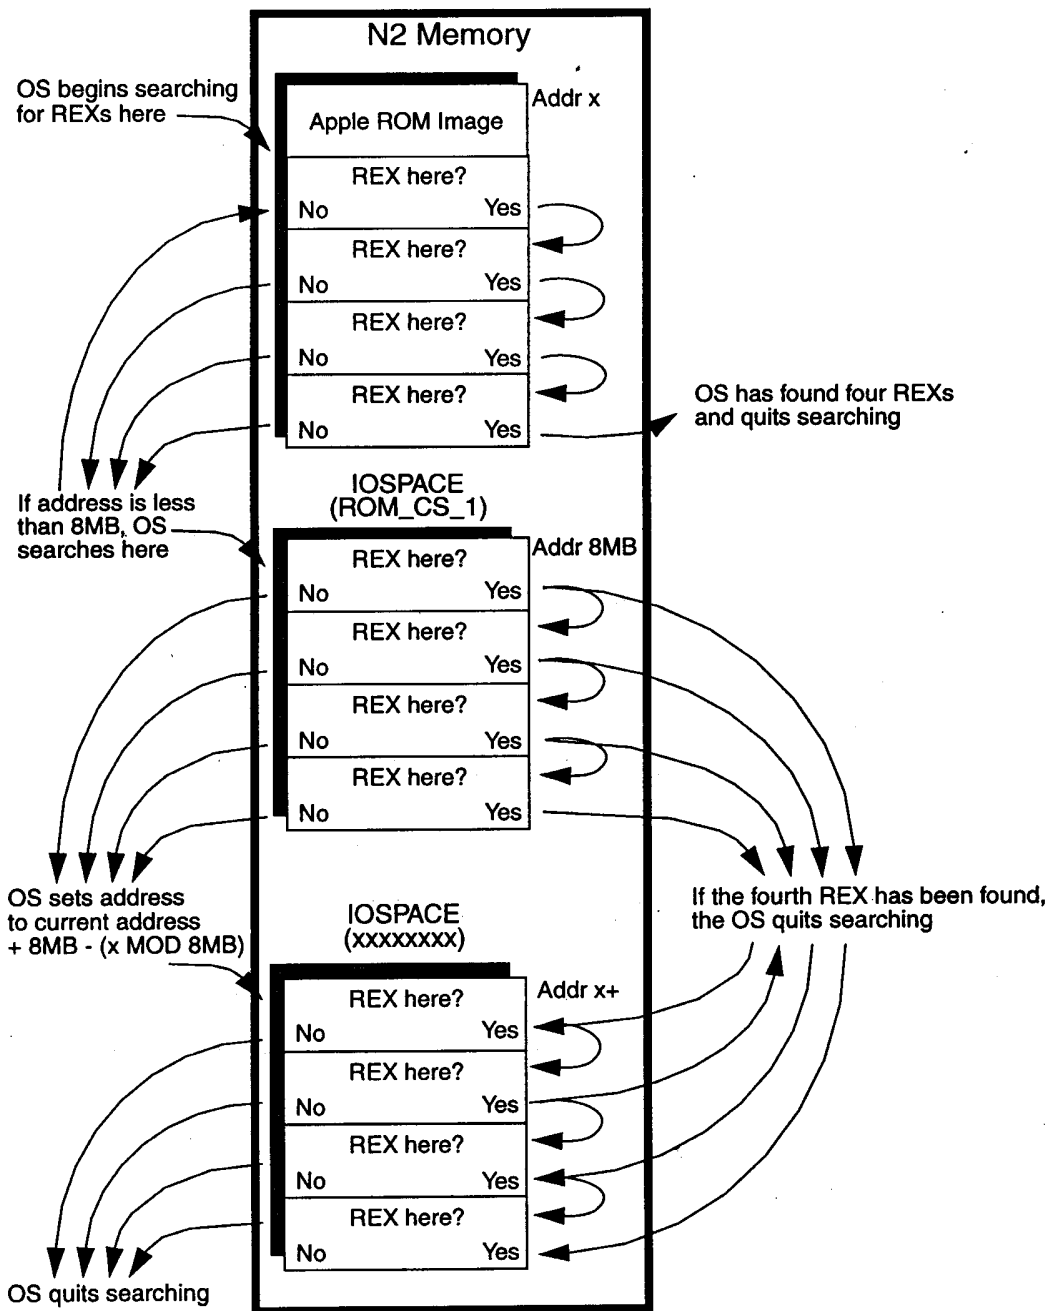 N2 Memory
OS begins searching
for REXs here
Addr x
Apple ROM Image
REX here?
No Yes
REX here?
No Yes
REX here?
No Yes
REX here?
No Yes
OS has found four REXs
and quits searching
If address is less
than 8MB, OS
searches here
IOSPACE
(ROM_CS_1)
Addr 8MB
REX here?
No Yes
REX here?
No Yes
REX here?
No Yes
REX here?
No Yes
OS sets address
to current address
+ 8MB - (x MOD 8MB)
If the fourth REX has been found,
the OS quits searching
IOSPACE
(xxxxxxxx)
Addr x+
REX here?
No Yes
REX here?
No Yes
REX here?
No Yes
REX here?
No Yes
OS quits searching